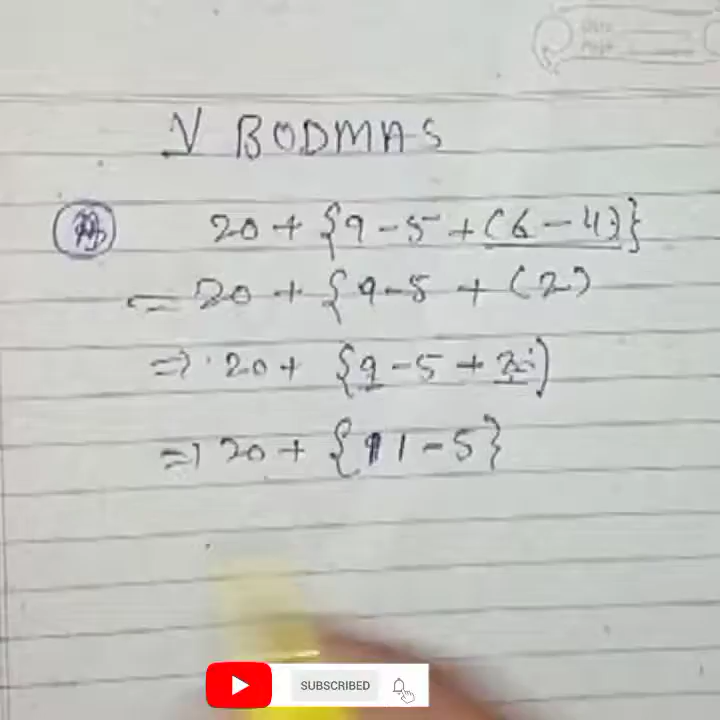 V BODMAS
20 + {9 - 5 + (6 - 4)}
= 20 + {9 - 5 + (2)
=> 20 + {9 - 5 + 2}
=> 20 + {11 - 5}
SUBSCRIBED